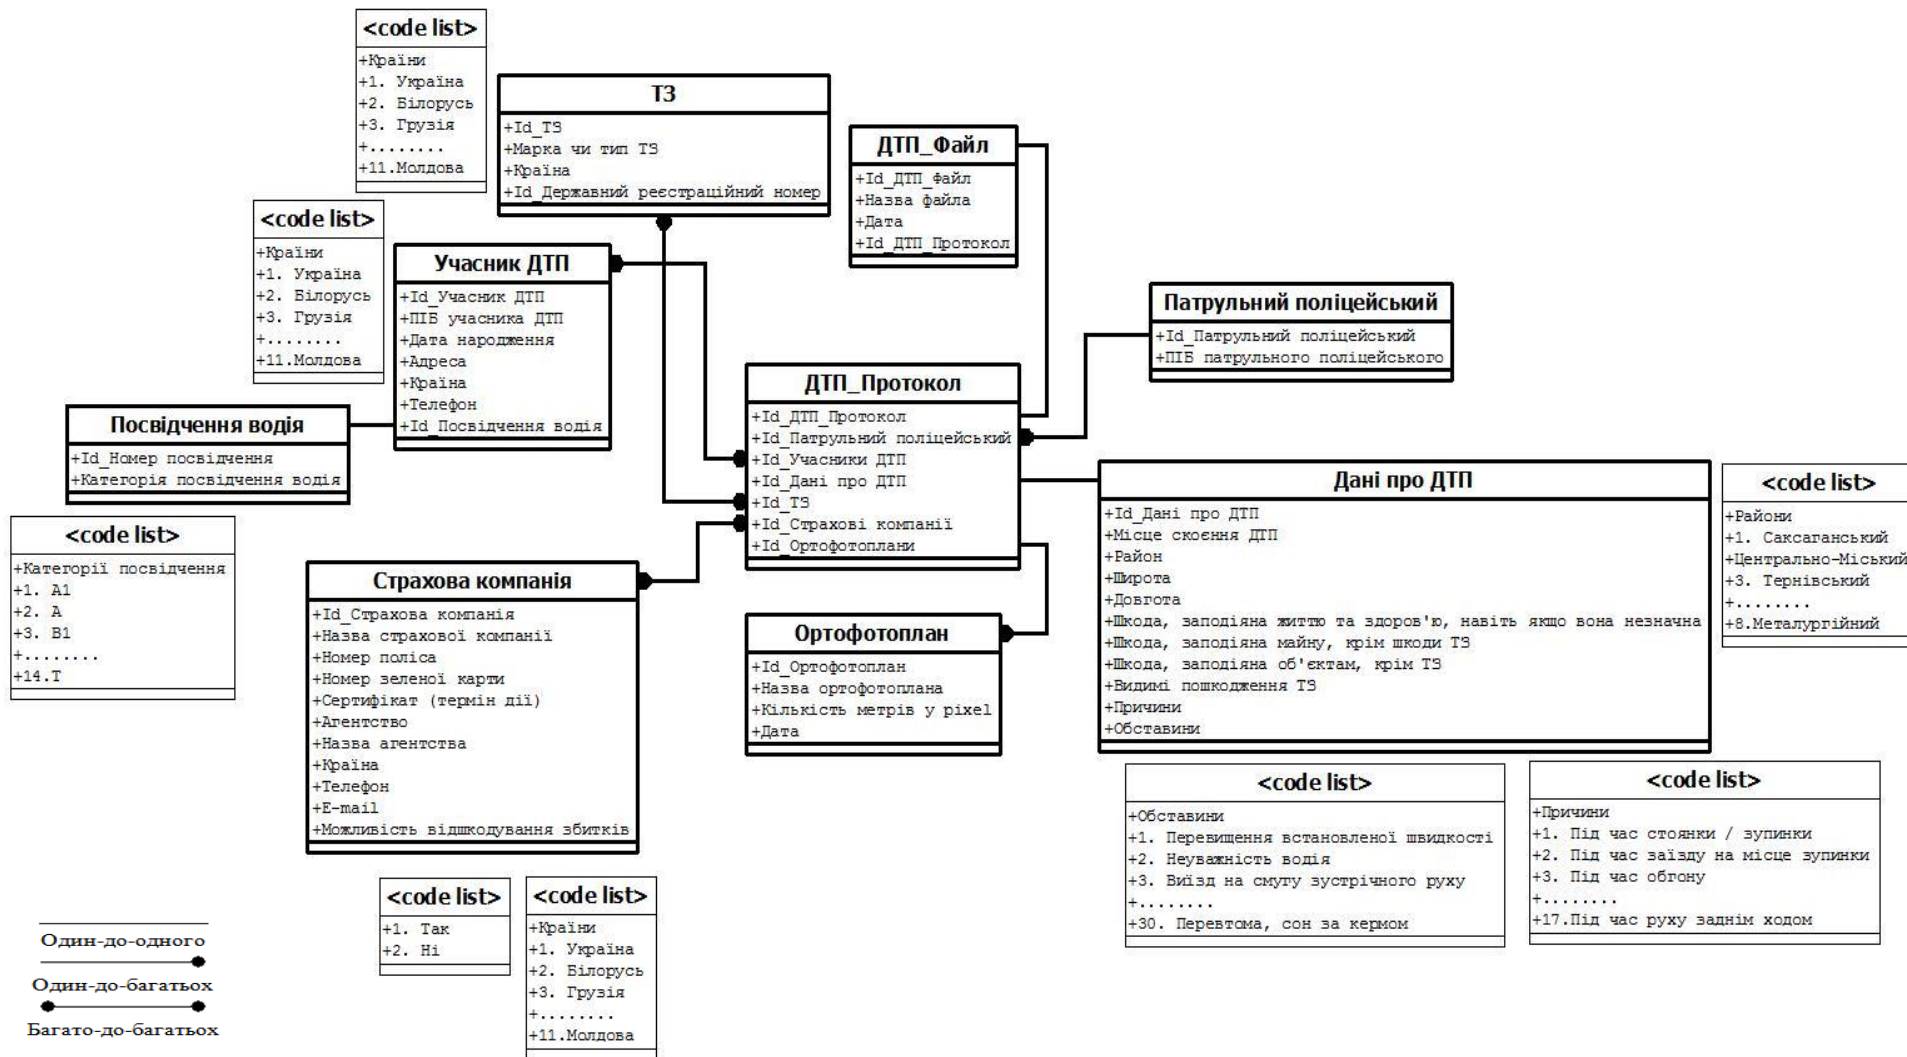 <code list>
+Країни
+1. Україна
+2. Білорусь
+3. Грузія
+........
+11.Молдова
ТЗ
+Id_ТЗ
+Марка чи тип ТЗ
+Країна
+Id_Державний реєстраційний номер
ДТП_Файл
+Id_ДТП_Файл
+Назва файла
+Дата
+Id_ДТП_Протокол
<code list>
+Країни
+1. Україна
+2. Білорусь
+3. Грузія
+........
+11.Молдова
Учасник ДТП
+Id_Учасник ДТП
+ПІБ учасника ДТП
+Дата народження
+Адреса
+Країна
+Телефон
+Id_Посвідчення водія
Патрульний поліцейський
+Id_Патрульний поліцейський
+ПІБ патрульного поліцейського
ДТП_Протокол
+Id_ДТП_Протокол
+Id_Патрульний поліцейський
+Id_Учасники ДТП
+Id_Дані про ДТП
+Id_ТЗ
+Id_Страхові компанії
+Id_Ортофотоплани
Посвідчення водія
+Id_Номер посвідчення
+Категорія посвідчення водія
<code list>
+Категорії посвідчення
+1. A1
+2. A
+3. B1
+........
+14.T
Дані про ДТП
+Id_Дані про ДТП
+Місце скоєння ДТП
+Район
+Широта
+Довгота
+Шкода, заподіяна життю та здоров'ю, навіть якщо вона незначна
+Шкода, заподіяна майну, крім шкоди ТЗ
+Шкода, заподіяна об'єктам, крім ТЗ
+Видимі пошкодження ТЗ
+Причини
+Обставини
<code list>
+Райони
+1. Саксаганський
+Центрально-Міський
+3. Тернівський
+........
+8.Металургійний
Страхова компанія
+Id_Страхова компанія
+Назва страхової компанії
+Номер поліса
+Номер зеленої карти
+Сертифікат (термін дії)
+Агентство
+Назва агентства
+Країна
+Телефон
+E-mail
+Можливість відшкодування збитків
Ортофотоплан
+Id_Ортофотоплан
+Назва ортофотоплана
+Кількість метрів у pixel
+Дата
<code list>
+Обставини
+1. Перевищення встановленої швидкості
+2. Неуважність водія
+3. Виїзд на смугу зустрічного руху
+........
+30. Перевтома, сон за кермом
<code list>
+Причини
+1. Під час стоянки / зупинки
+2. Під час заїзду на місце зупинки
+3. Під час обгону
+........
+17.Під час руху заднім ходом
<code list>
+1. Так
+2. Ні
<code list>
+Країни
+1. Україна
+2. Білорусь
+3. Грузія
+........
+11.Молдова
Один-до-одного
Один-до-багатьох
Багато-до-багатьох